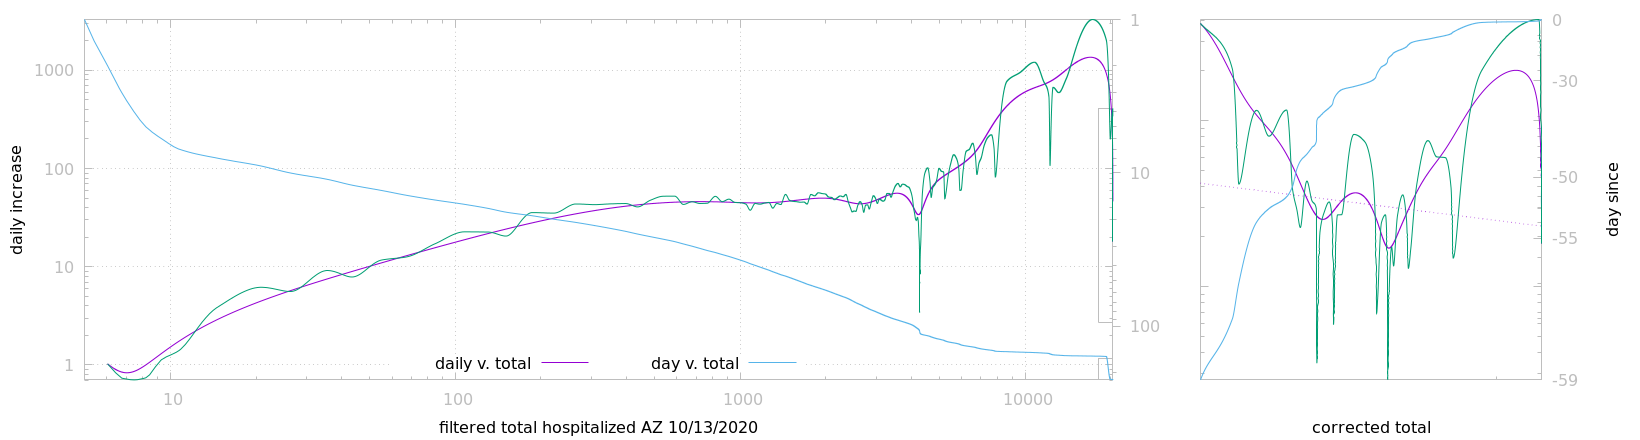 daily increase
1000
100
10
1
10
100
1000
10000
1
10
100
daily v. total
day v. total
filtered total hospitalized AZ 10/13/2020
0
-30
-50
-55
-59
day since
corrected total